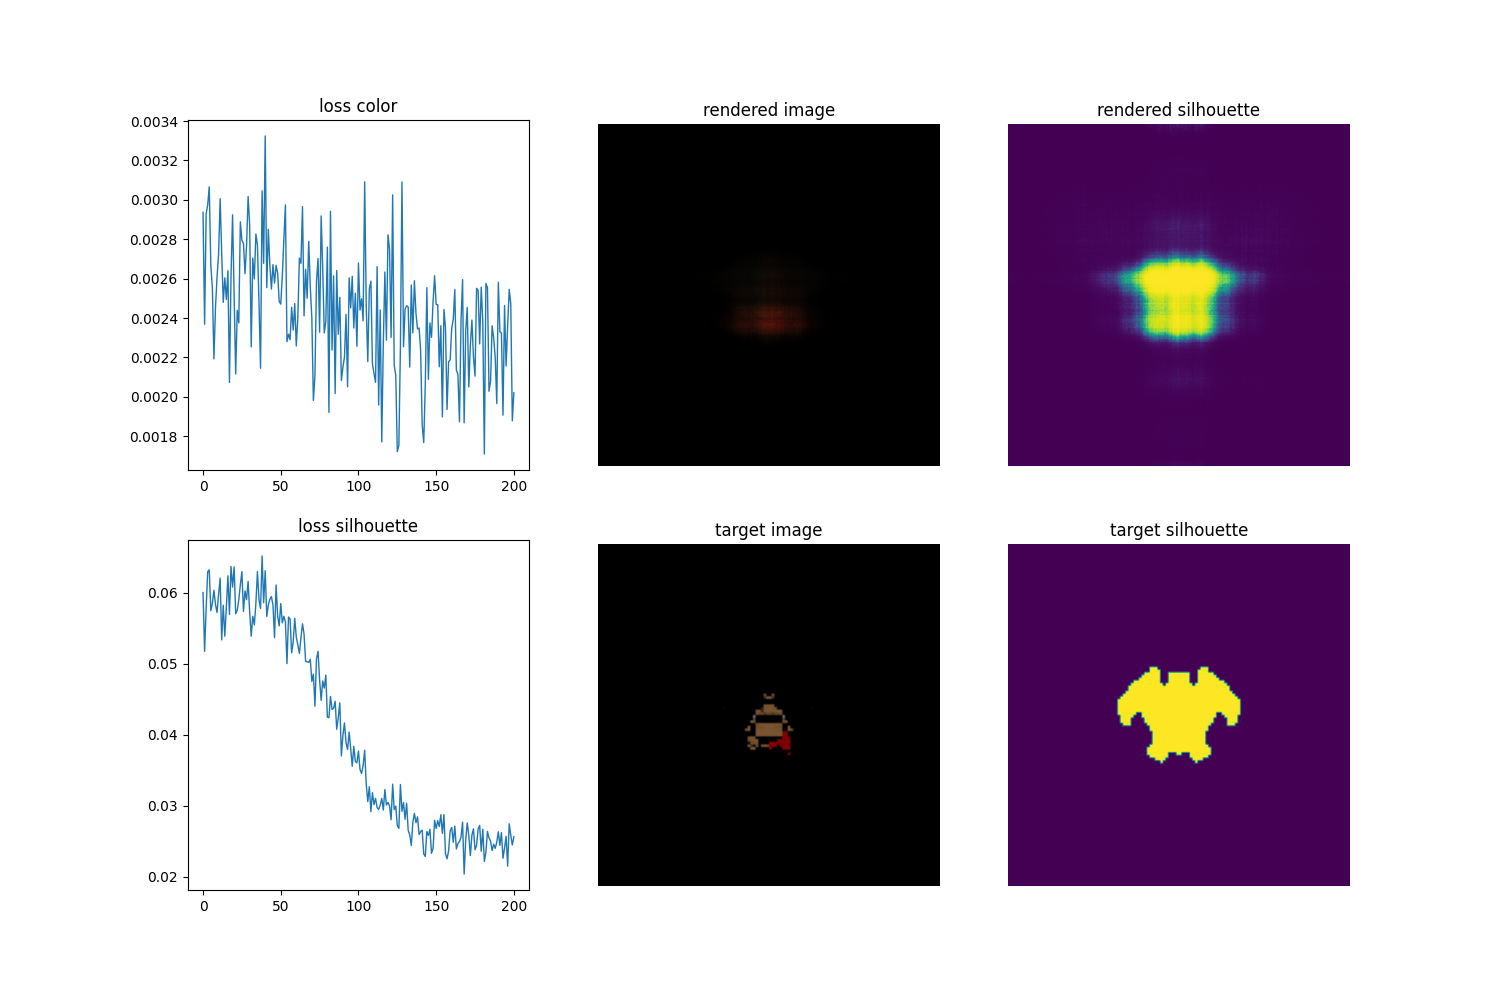 loss color
0.0034
0.0032
0.0030
0.0028
0.0026
0.0024
0.0022
0.0020
0.0018
0 50 100 150 200
rendered image
rendered silhouette
loss silhouette
0.06
0.05
0.04
0.03
0.02
0 50 100 150 200
target image
target silhouette